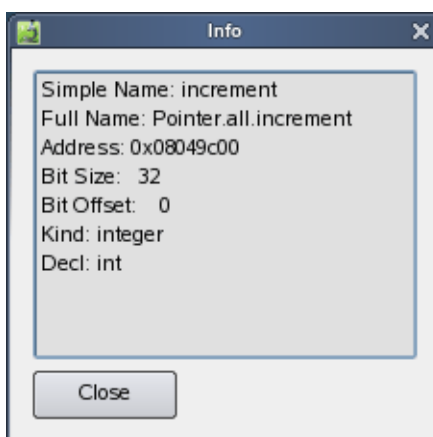 Info
Simple Name: increment
Full Name: Pointer.all.increment
Address: 0x08049c00
Bit Size:   32
Bit Offset:    0
Kind: integer
Decl: int
Close